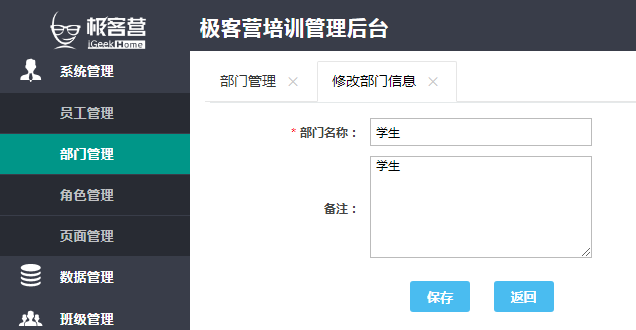 极客营
iGeekHome
极客营培训管理后台
系统管理
员工管理
部门管理
角色管理
页面管理
数据管理
班级管理
部门管理 ×
修改部门信息 ×
* 部门名称： 学生
备注： 学生
保存 返回